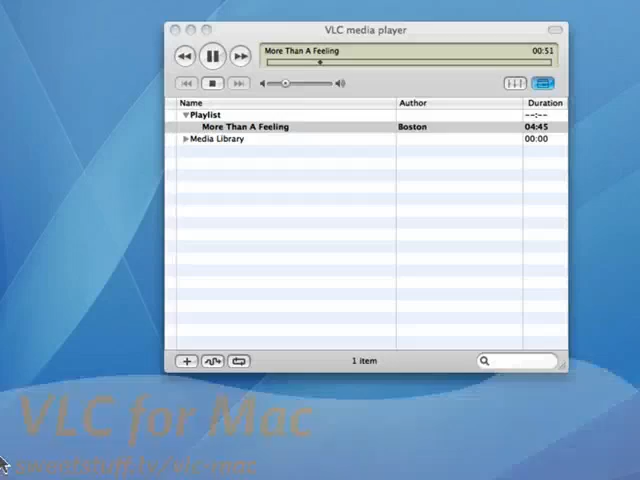 VLC media player
More Than A Feeling 00:51
Name Author Duration
Playlist --:--
More Than A Feeling Boston 04:45
Media Library 00:00
1 item
VLC for Mac